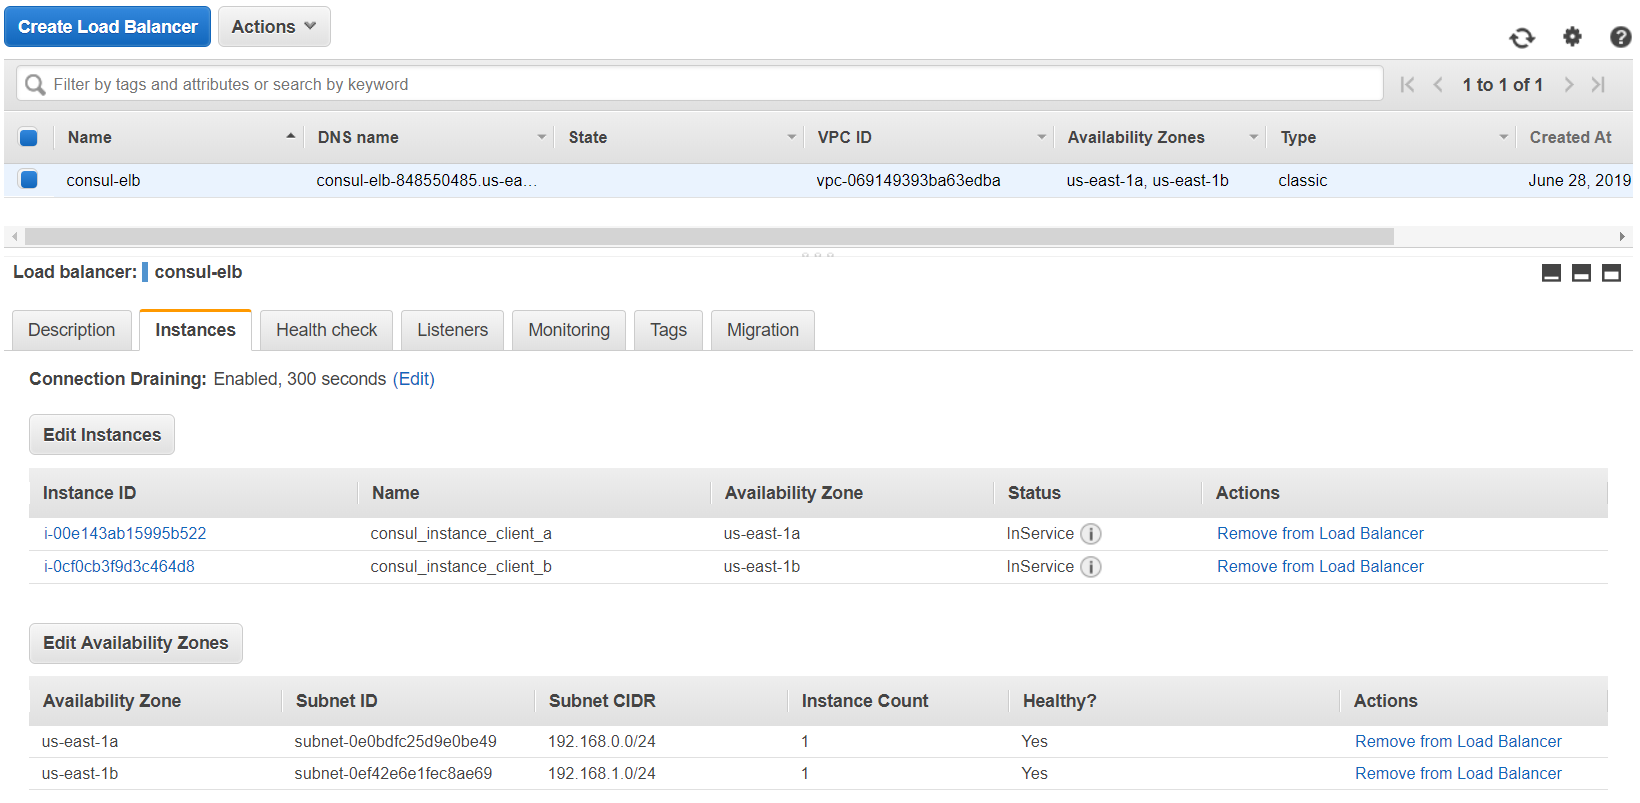 Create Load Balancer Actions
Filter by tags and attributes or search by keyword 1 to 1 of 1
Name DNS name State VPC ID Availability Zones Type Created At
consul-elb consul-elb-848550485.us-ea... vpc-069149393ba63edba us-east-1a, us-east-1b classic June 28, 2019
Load balancer: consul-elb
Description Instances Health check Listeners Monitoring Tags Migration
Connection Draining: Enabled, 300 seconds (Edit)
Edit Instances
Instance ID Name Availability Zone Status Actions
i-00e143ab15995b522 consul_instance_client_a us-east-1a InService i Remove from Load Balancer
i-0cf0cb3f9d3c464d8 consul_instance_client_b us-east-1b InService i Remove from Load Balancer
Edit Availability Zones
Availability Zone Subnet ID Subnet CIDR Instance Count Healthy? Actions
us-east-1a subnet-0e0bdfc25d9e0be49 192.168.0.0/24 1 Yes Remove from Load Balancer
us-east-1b subnet-0ef42e6e1fec8ae69 192.168.1.0/24 1 Yes Remove from Load Balancer